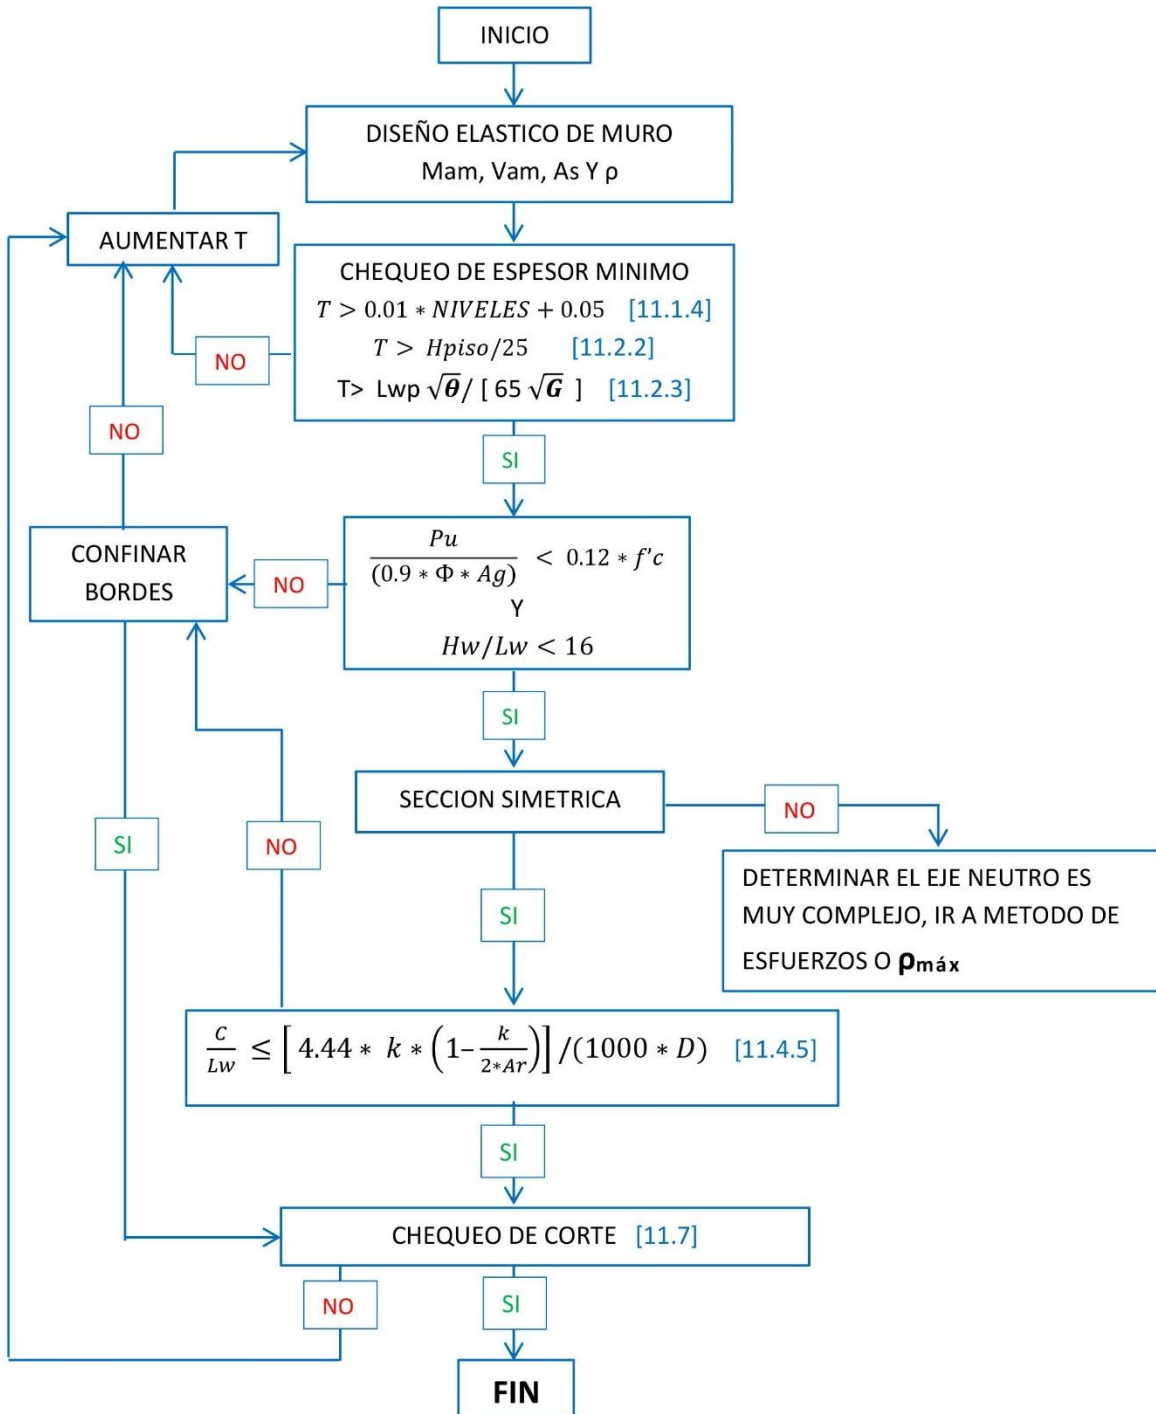 INICIO
DISEÑO ELASTICO DE MURO
Mam, Vam, As Y ρ
AUMENTAR T
CHEQUEO DE ESPESOR MINIMO
T > 0.01 * NIVELES + 0.05 [11.1.4]
T > Hpiso/25 [11.2.2]
T> Lwp √θ/ [ 65 √G ] [11.2.3]
NO
NO
SI
CONFINAR
BORDES
NO
Pu/(0.9 * Φ * Ag) < 0.12 * f'c
Y
Hw/Lw < 16
SI
SECCION SIMETRICA
NO
SI
NO
SI
DETERMINAR EL EJE NEUTRO ES
MUY COMPLEJO, IR A METODO DE
ESFUERZOS O ρmáx
C/Lw ≤ [ 4.44 * k * (1–k/2*Ar)] /(1000 * D) [11.4.5]
SI
CHEQUEO DE CORTE [11.7]
NO
SI
FIN